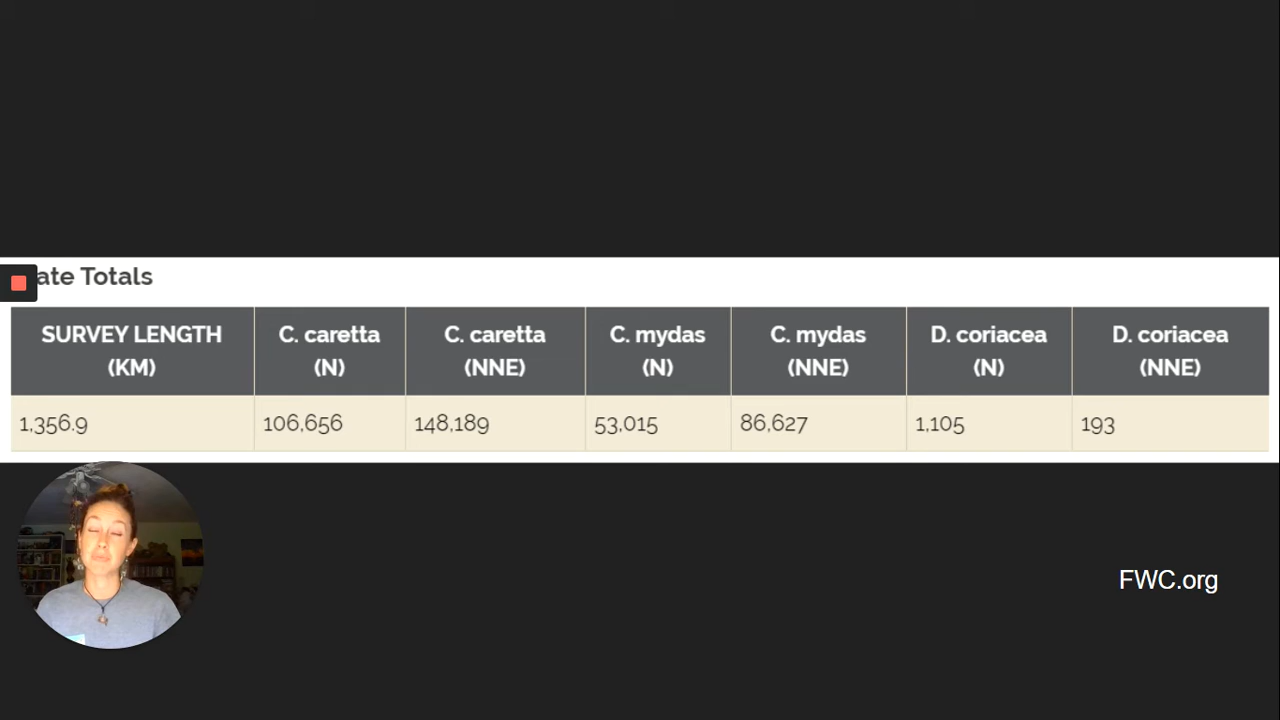 ate Totals
SURVEY LENGTH (KM) C. caretta (N) C. caretta (NNE) C. mydas (N) C. mydas (NNE) D. coriacea (N) D. coriacea (NNE)
1,356.9 106,656 148,189 53,015 86,627 1,105 193
FWC.org